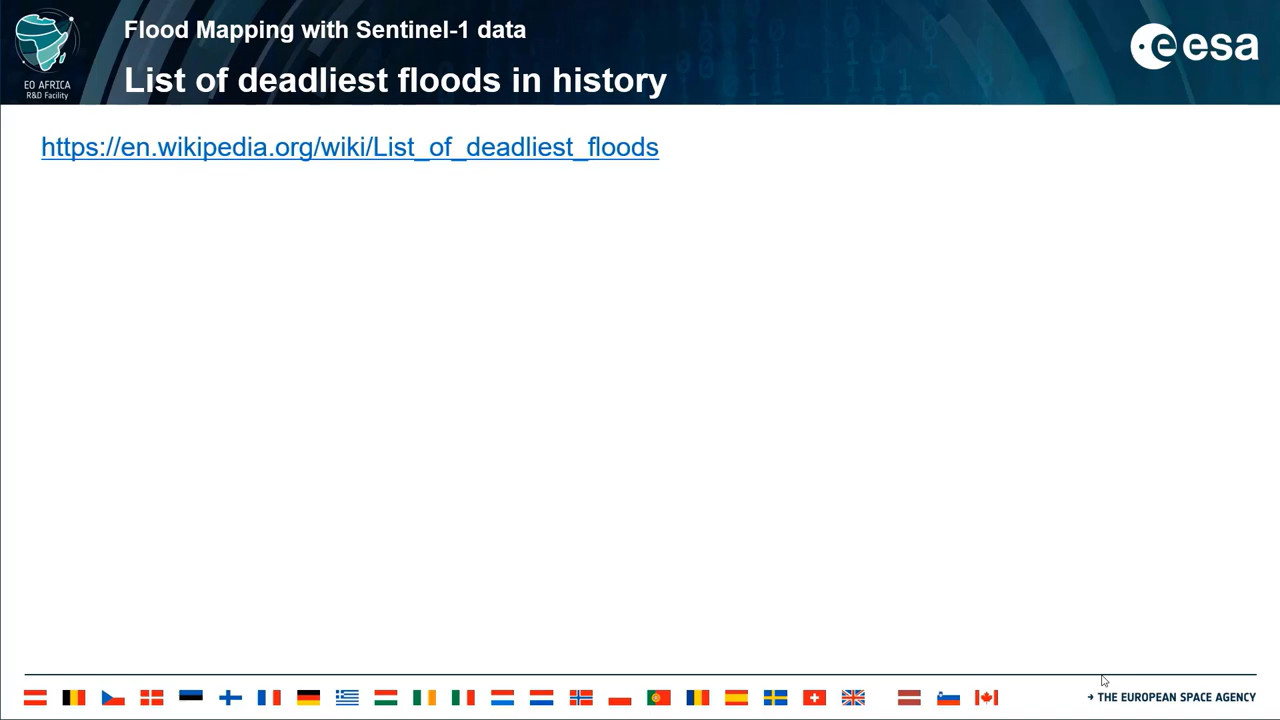 Flood Mapping with Sentinel-1 data
List of deadliest floods in history
EO AFRICA
R&D Facility
esa
https://en.wikipedia.org/wiki/List_of_deadliest_floods
→ THE EUROPEAN SPACE AGENCY